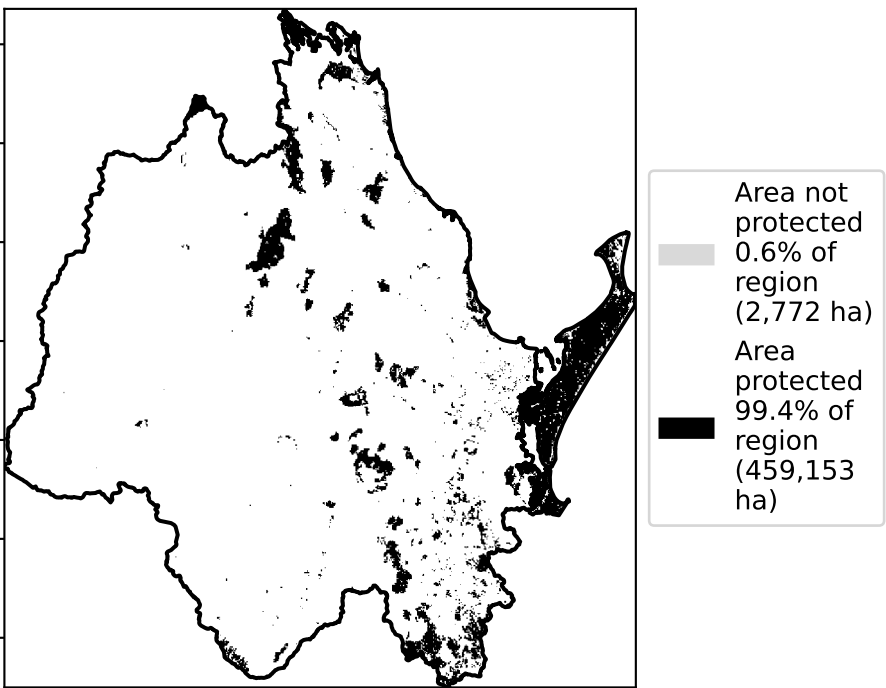 Area not
protected
0.6% of
region
(2,772 ha)
Area
protected
99.4% of
region
(459,153
ha)